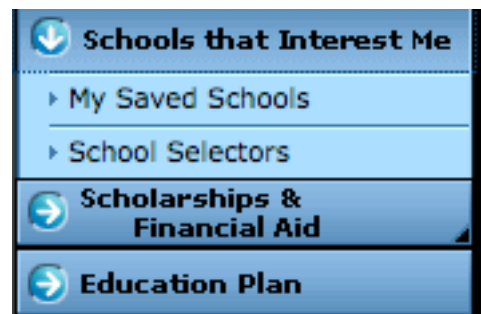 Schools that Interest Me
My Saved Schools
School Selectors
Scholarships &
Financial Aid
Education Plan